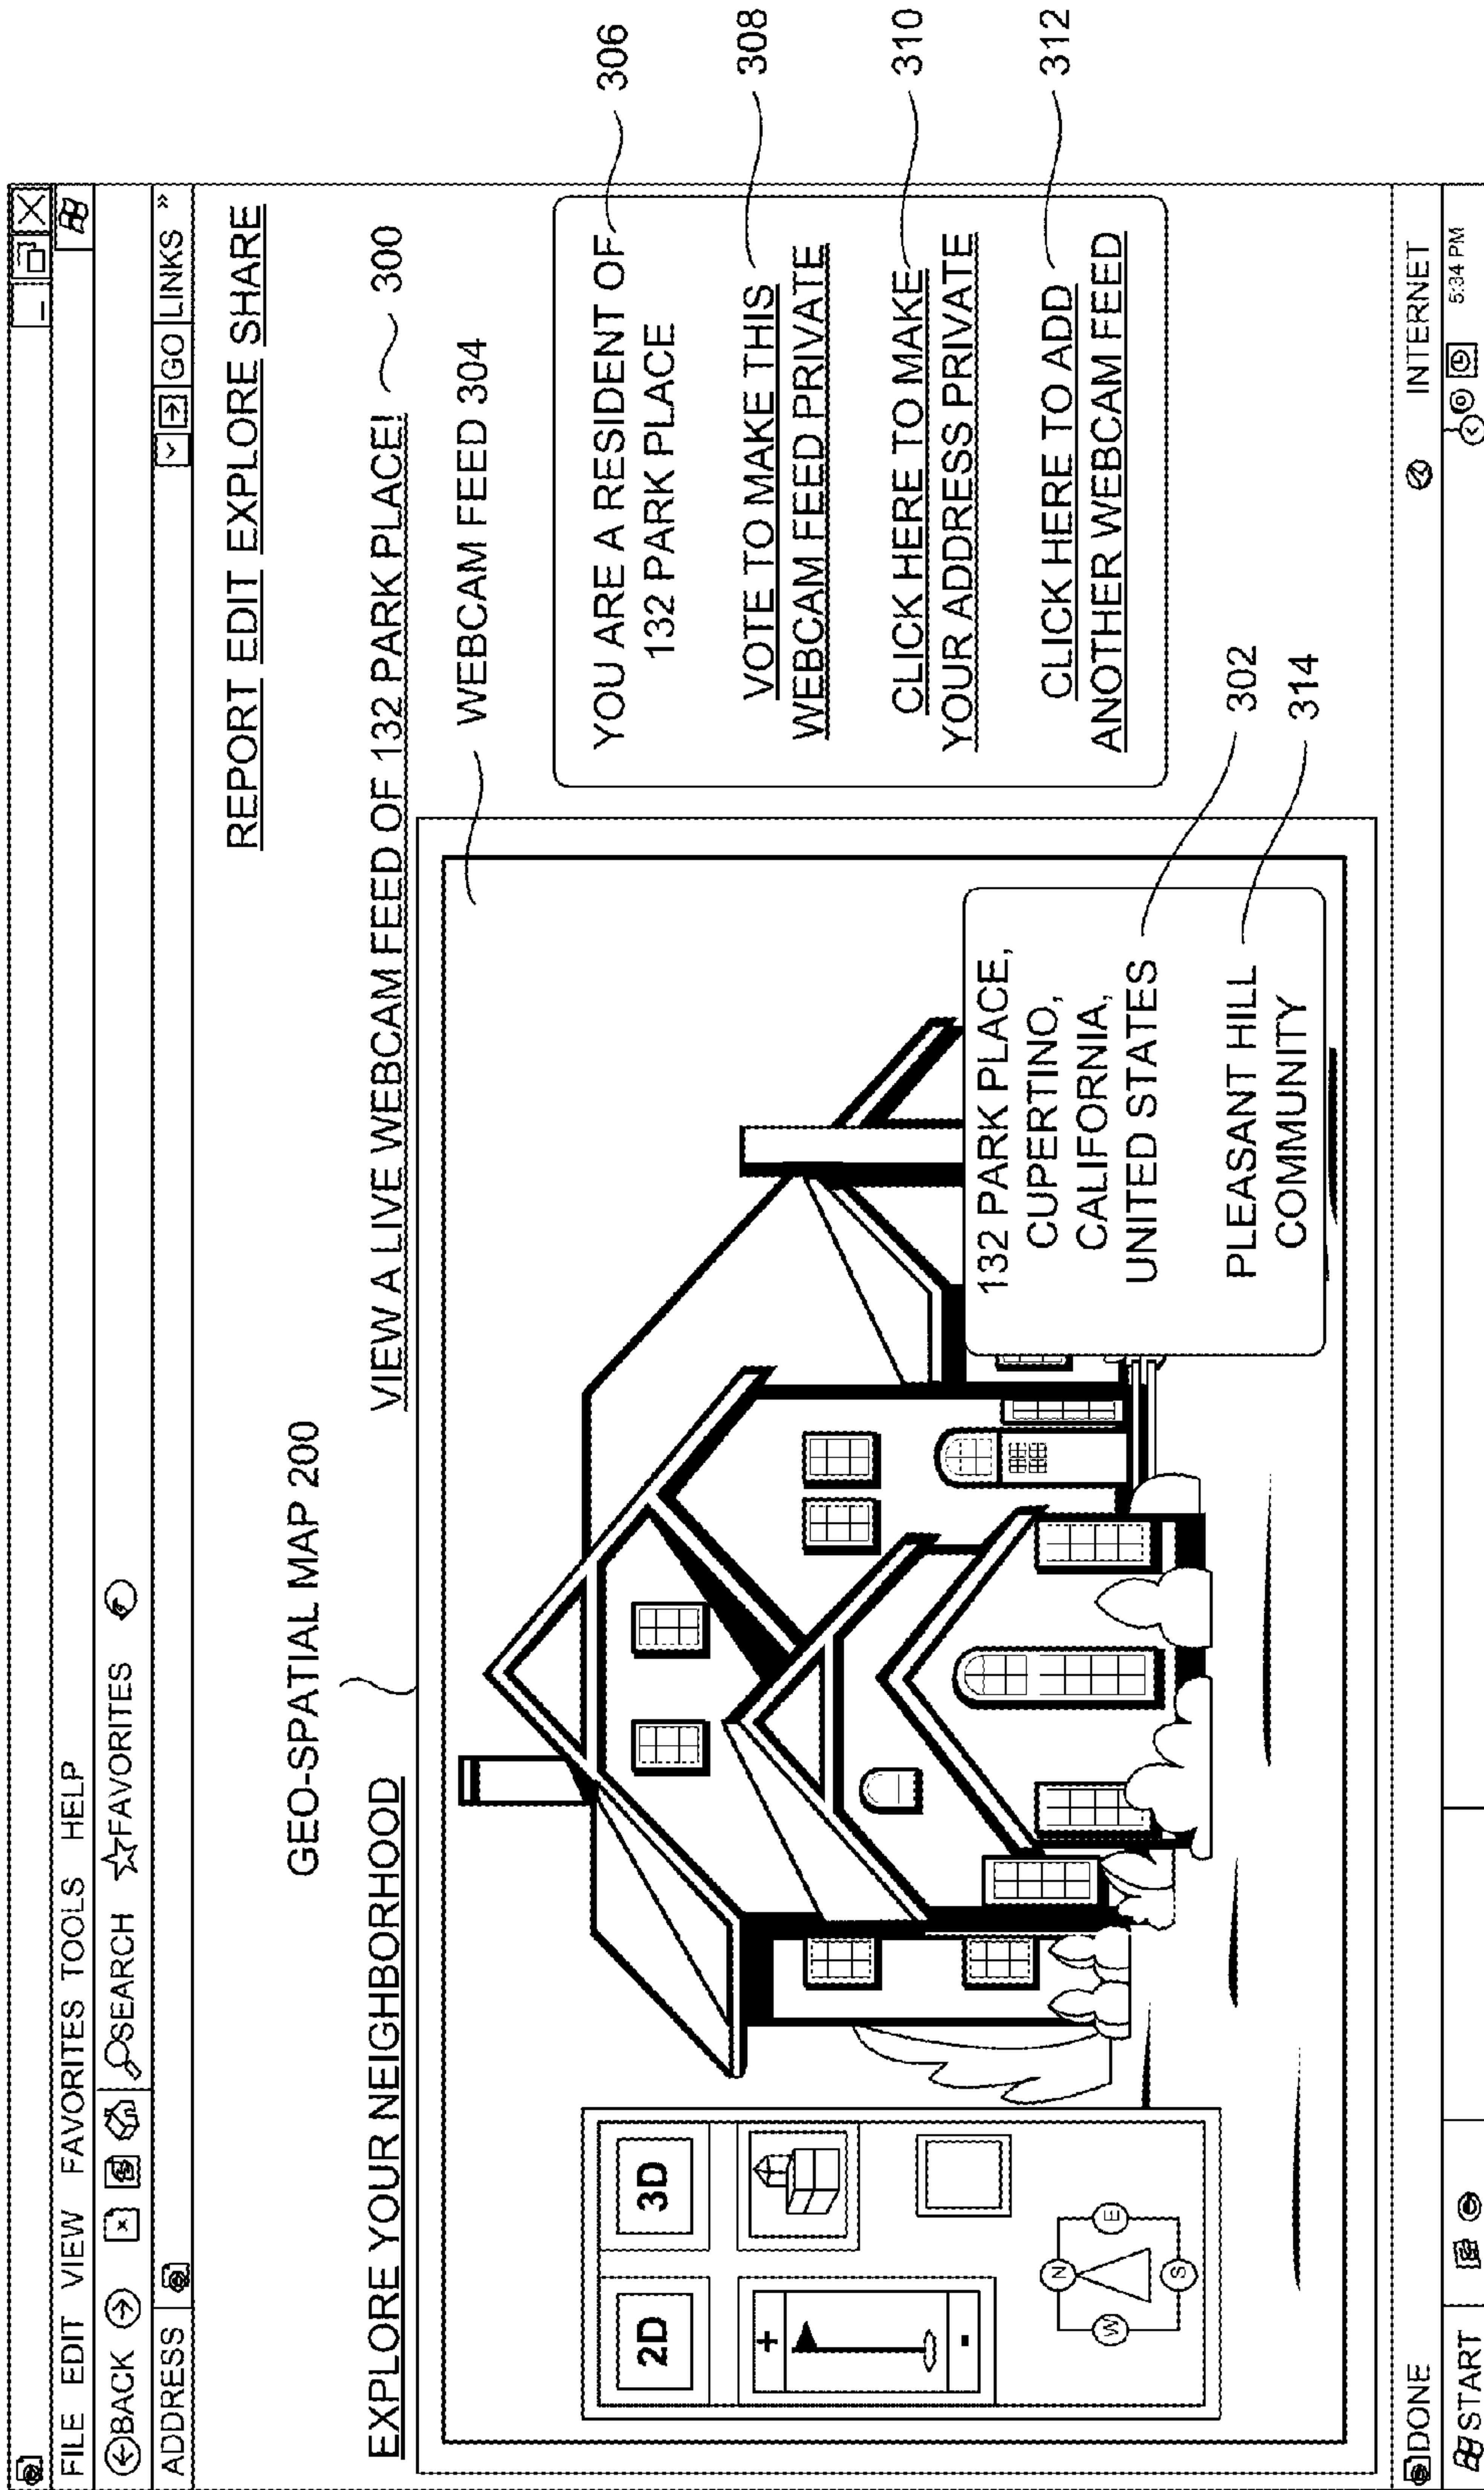 FILE EDIT VIEW FAVORITES TOOLS HELP
BACK SEARCH FAVORITES
ADDRESS GO LINKS »
REPORT EDIT EXPLORE SHARE
GEO-SPATIAL MAP 200
EXPLORE YOUR NEIGHBORHOOD
VIEW A LIVE WEBCAM FEED OF 132 PARK PLACE! 300
WEBCAM FEED 304
2D
3D
+
-
N
W
E
S
132 PARK PLACE,
CUPERTINO,
CALIFORNIA,
UNITED STATES
302
PLEASANT HILL
COMMUNITY
314
YOU ARE A RESIDENT OF
132 PARK PLACE
306
VOTE TO MAKE THIS
WEBCAM FEED PRIVATE
308
CLICK HERE TO MAKE
YOUR ADDRESS PRIVATE
310
CLICK HERE TO ADD
ANOTHER WEBCAM FEED
312
DONE INTERNET
START 5:34 PM